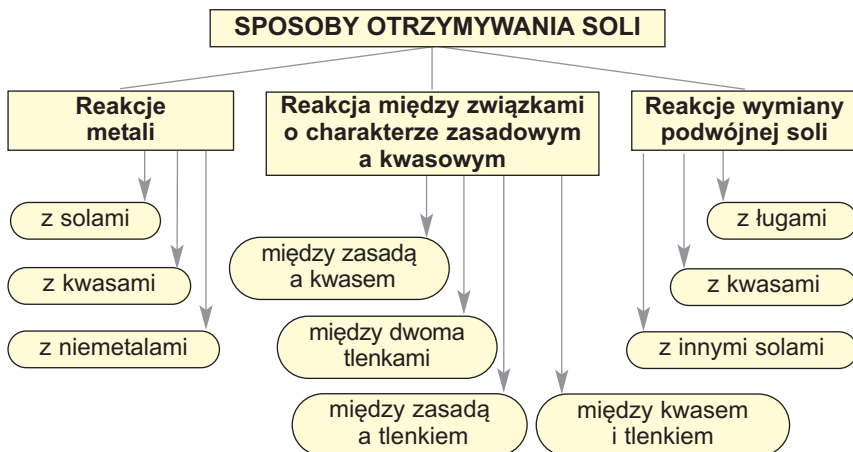 SPOSOBY OTRZYMYWANIA SOLI
Reakcje
metali
z solami
z kwasami
z niemetalami
Reakcja między związkami
o charakterze zasadowym
a kwasowym
między zasadą
a kwasem
między dwoma
tlenkami
między zasadą
a tlenkiem
między kwasem
i tlenkiem
Reakcje wymiany
podwójnej soli
z ługami
z kwasami
z innymi solami